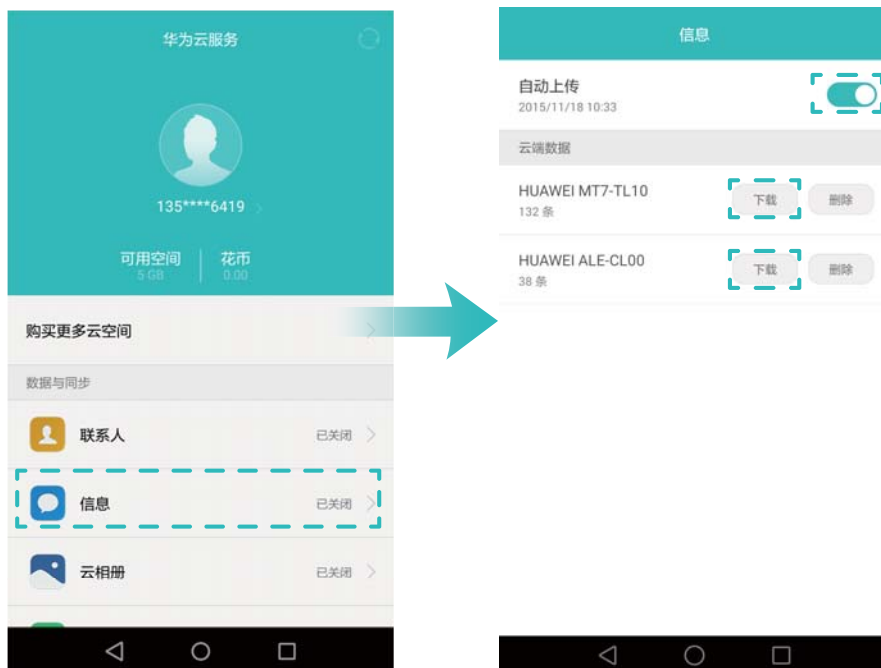 华为云服务
135****6419
可用空间 花币
5 GB 0.00
购买更多云空间
数据与同步
联系人 已关闭
信息 已关闭
云相册 已关闭
信息
自动上传
2015/11/18 10:33
云端数据
HUAWEI MT7-TL10
132 条
下载 删除
HUAWEI ALE-CL00
38 条
下载 删除